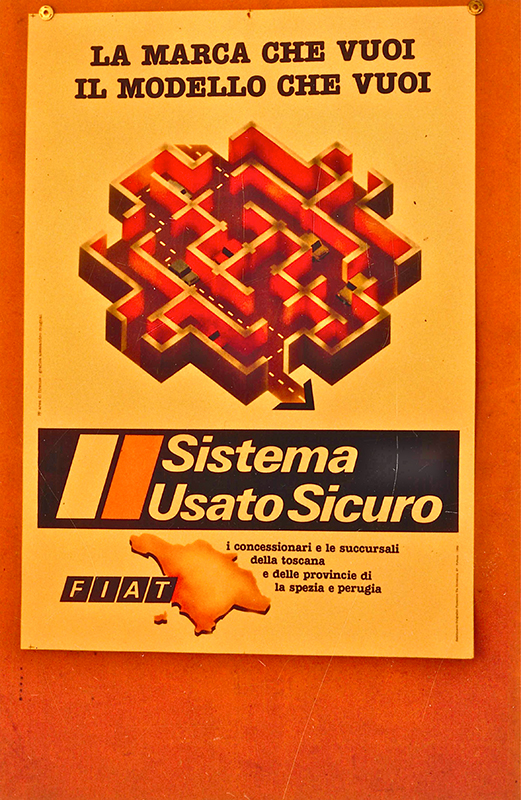 LA MARCA CHE VUOI
IL MODELLO CHE VUOI
Sistema
Usato Sicuro
i concessionari e le succursali
della toscana
e delle provincie di
la spezia e perugia
FIAT